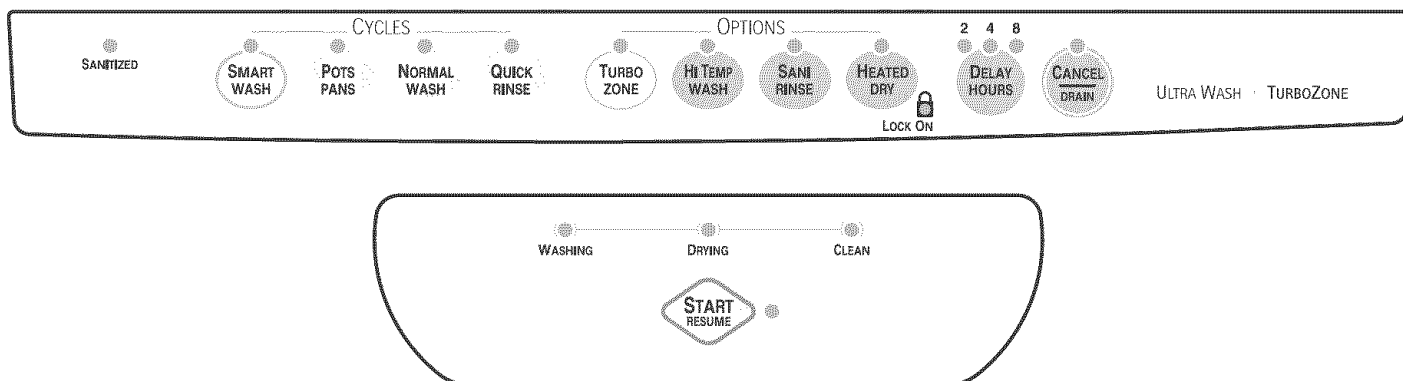 CYCLES
OPTIONS
2 4 8
SANITIZED
SMART
WASH
POTS
PANS
NORMAL
WASH
QUICK
RINSE
TURBO
ZONE
HI TEMP
WASH
SANI
RINSE
HEATED
DRY
LOCK ON
DELAY
HOURS
CANCEL
DRAIN
ULTRA WASH TURBOZONE
WASHING
DRYING
CLEAN
START
RESUME